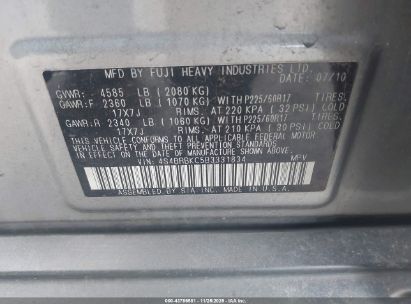 MFD BY FUJI HEAVY INDUSTRIES LTD.
DATE: 07/10
GVWR: 4585 LB (2080 KG)
GAWR:F 2360 LB (1070 KG) WITH P225/60R17 TIRES,
17X7J RIMS, AT 220 KPA (32 PSI) COLD
GAWR:R 2340 LB (1060 KG) WITH P225/60R17 TIRES,
17X7J RIMS, AT 210 KPA (30 PSI) COLD
THIS VEHICLE CONFORMS TO ALL APPLICABLE
FEDERAL MOTOR VEHICLE SAFETY, BUMPER AND THEFT
PREVENTION STANDARDS IN EFFECT ON THE DATE OF
MANUFACTURE SHOWN ABOVE.
VIN: 4S4BRBKC5B3331834 MPV
ASSEMBLED BY S.I.A. INC. MADE IN U.S.A.